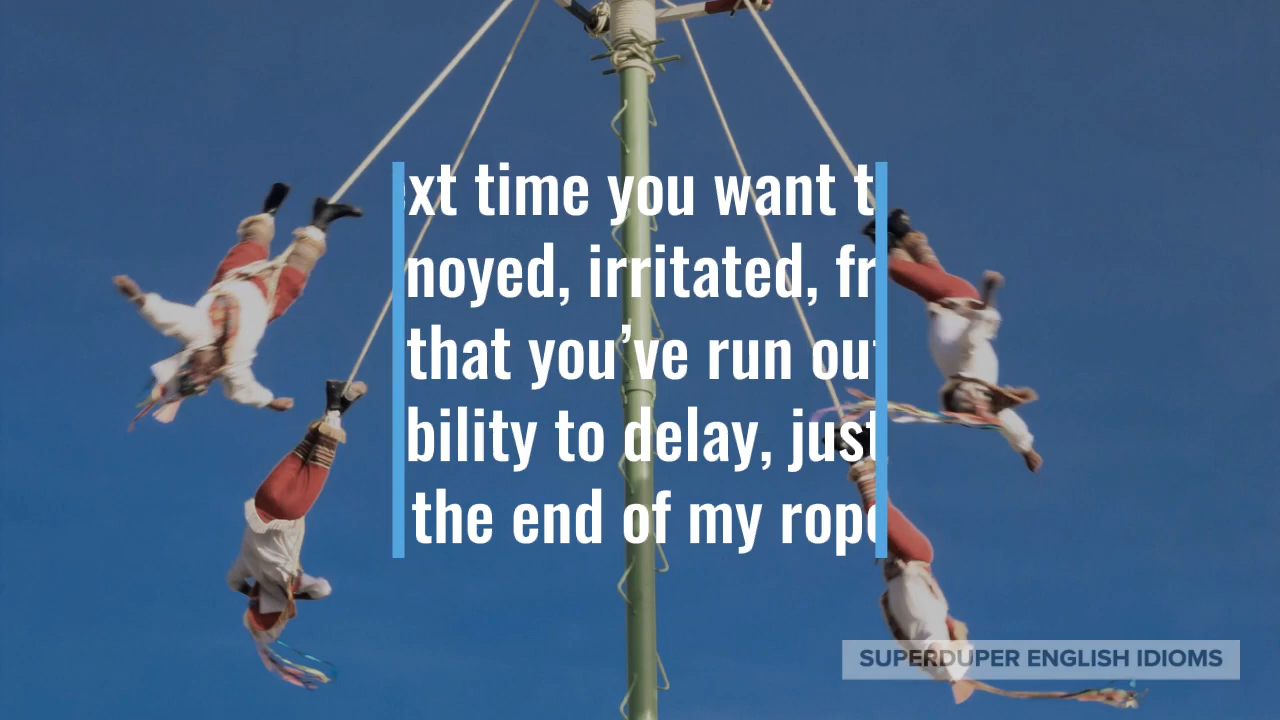 xt time you want t
noyed, irritated, fr
that you've run ou
bility to delay, just
the end of my rope
SUPERDUPER ENGLISH IDIOMS